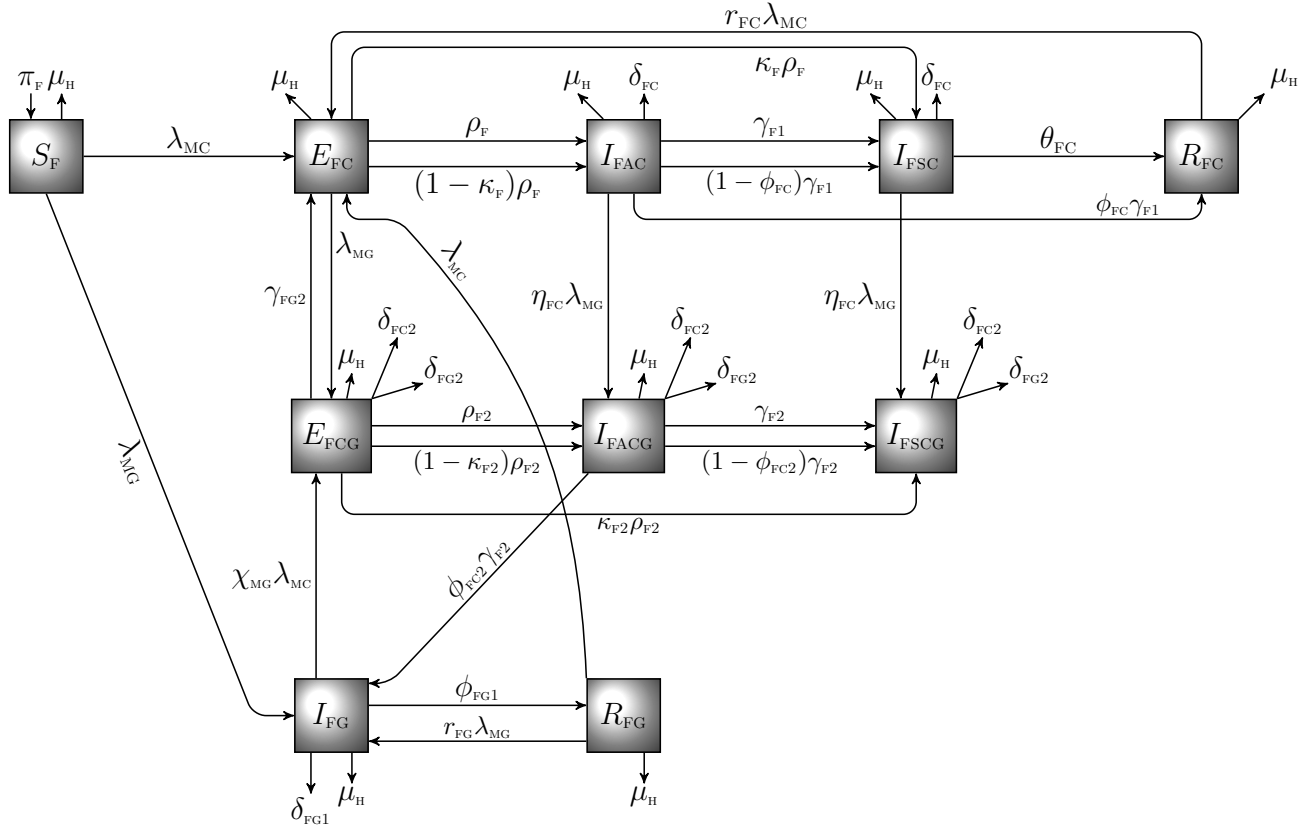 r_FC λ_MC
κ_F ρ_F
π_F μ_H
μ_H
μ_H
δ_FC
μ_H
δ_FC
μ_H
S_F
λ_MC
E_FC
ρ_F
(1 − κ_F)ρ_F
I_FAC
γ_F1
(1 − ϕ_FC)γ_F1
I_FSC
θ_FC
R_FC
ϕ_FC γ_F1
γ_FG2
λ_MG
λ_MC
η_FC λ_MG
η_FC λ_MG
μ_H
δ_FC2
δ_FG2
μ_H
δ_FC2
δ_FG2
μ_H
δ_FC2
δ_FG2
E_FCG
ρ_F2
(1 − κ_F2)ρ_F2
I_FACG
γ_F2
(1 − ϕ_FC2)γ_F2
I_FSCG
κ_F2 ρ_F2
λ_MG
χ_MG λ_MC
ϕ_FC2 γ_F2
I_FG
ϕ_FG1
r_FG λ_MG
R_FG
δ_FG1
μ_H
μ_H